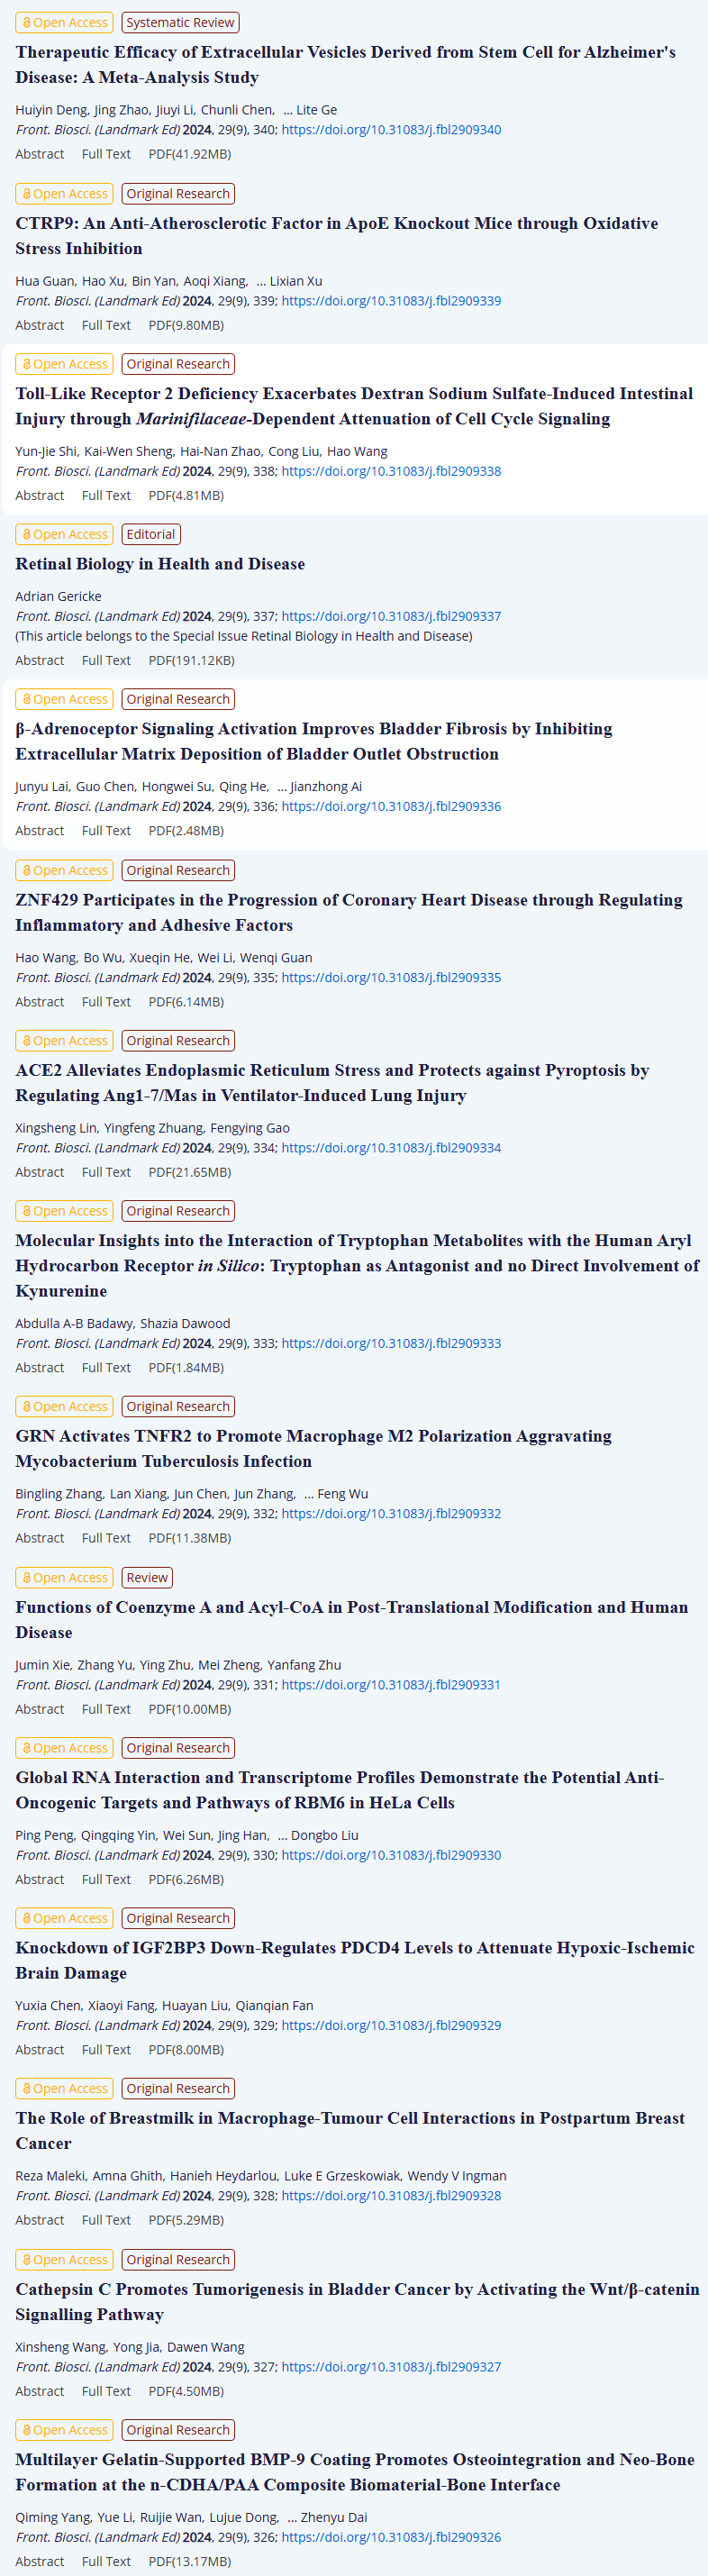 Open Access Systematic Review
Therapeutic Efficacy of Extracellular Vesicles Derived from Stem Cell for Alzheimer's
Disease: A Meta-Analysis Study
Huiyin Deng, Jing Zhao, Jiuyi Li, Chunli Chen, ... Lite Ge
Front. Biosci. (Landmark Ed) 2024, 29(9), 340; https://doi.org/10.31083/j.fbl2909340
Abstract Full Text PDF(41.92MB)
Open Access Original Research
CTRP9: An Anti-Atherosclerotic Factor in ApoE Knockout Mice through Oxidative
Stress Inhibition
Hua Guan, Hao Xu, Bin Yan, Aoqi Xiang, ... Lixian Xu
Front. Biosci. (Landmark Ed) 2024, 29(9), 339; https://doi.org/10.31083/j.fbl2909339
Abstract Full Text PDF(9.80MB)
Open Access Original Research
Toll-Like Receptor 2 Deficiency Exacerbates Dextran Sodium Sulfate-Induced Intestinal
Injury through Marinifilaceae-Dependent Attenuation of Cell Cycle Signaling
Yun-Jie Shi, Kai-Wen Sheng, Hai-Nan Zhao, Cong Liu, Hao Wang
Front. Biosci. (Landmark Ed) 2024, 29(9), 338; https://doi.org/10.31083/j.fbl2909338
Abstract Full Text PDF(4.81MB)
Open Access Editorial
Retinal Biology in Health and Disease
Adrian Gericke
Front. Biosci. (Landmark Ed) 2024, 29(9), 337; https://doi.org/10.31083/j.fbl2909337
(This article belongs to the Special Issue Retinal Biology in Health and Disease)
Abstract Full Text PDF(191.12KB)
Open Access Original Research
β-Adrenoceptor Signaling Activation Improves Bladder Fibrosis by Inhibiting
Extracellular Matrix Deposition of Bladder Outlet Obstruction
Junyu Lai, Guo Chen, Hongwei Su, Qing He, ... Jianzhong Ai
Front. Biosci. (Landmark Ed) 2024, 29(9), 336; https://doi.org/10.31083/j.fbl2909336
Abstract Full Text PDF(2.48MB)
Open Access Original Research
ZNF429 Participates in the Progression of Coronary Heart Disease through Regulating
Inflammatory and Adhesive Factors
Hao Wang, Bo Wu, Xueqin He, Wei Li, Wenqi Guan
Front. Biosci. (Landmark Ed) 2024, 29(9), 335; https://doi.org/10.31083/j.fbl2909335
Abstract Full Text PDF(6.14MB)
Open Access Original Research
ACE2 Alleviates Endoplasmic Reticulum Stress and Protects against Pyroptosis by
Regulating Ang1-7/Mas in Ventilator-Induced Lung Injury
Xingsheng Lin, Yingfeng Zhuang, Fengying Gao
Front. Biosci. (Landmark Ed) 2024, 29(9), 334; https://doi.org/10.31083/j.fbl2909334
Abstract Full Text PDF(21.65MB)
Open Access Original Research
Molecular Insights into the Interaction of Tryptophan Metabolites with the Human Aryl
Hydrocarbon Receptor in Silico: Tryptophan as Antagonist and no Direct Involvement of
Kynurenine
Abdulla A-B Badawy, Shazia Dawood
Front. Biosci. (Landmark Ed) 2024, 29(9), 333; https://doi.org/10.31083/j.fbl2909333
Abstract Full Text PDF(1.84MB)
Open Access Original Research
GRN Activates TNFR2 to Promote Macrophage M2 Polarization Aggravating
Mycobacterium Tuberculosis Infection
Bingling Zhang, Lan Xiang, Jun Chen, Jun Zhang, ... Feng Wu
Front. Biosci. (Landmark Ed) 2024, 29(9), 332; https://doi.org/10.31083/j.fbl2909332
Abstract Full Text PDF(11.38MB)
Open Access Review
Functions of Coenzyme A and Acyl-CoA in Post-Translational Modification and Human
Disease
Jumin Xie, Zhang Yu, Ying Zhu, Mei Zheng, Yanfang Zhu
Front. Biosci. (Landmark Ed) 2024, 29(9), 331; https://doi.org/10.31083/j.fbl2909331
Abstract Full Text PDF(10.00MB)
Open Access Original Research
Global RNA Interaction and Transcriptome Profiles Demonstrate the Potential Anti-
Oncogenic Targets and Pathways of RBM6 in HeLa Cells
Ping Peng, Qingqing Yin, Wei Sun, Jing Han, ... Dongbo Liu
Front. Biosci. (Landmark Ed) 2024, 29(9), 330; https://doi.org/10.31083/j.fbl2909330
Abstract Full Text PDF(6.26MB)
Open Access Original Research
Knockdown of IGF2BP3 Down-Regulates PDCD4 Levels to Attenuate Hypoxic-Ischemic
Brain Damage
Yuxia Chen, Xiaoyi Fang, Huayan Liu, Qianqian Fan
Front. Biosci. (Landmark Ed) 2024, 29(9), 329; https://doi.org/10.31083/j.fbl2909329
Abstract Full Text PDF(8.00MB)
Open Access Original Research
The Role of Breastmilk in Macrophage-Tumour Cell Interactions in Postpartum Breast
Cancer
Reza Maleki, Amna Ghith, Hanieh Heydarlou, Luke E Grzeskowiak, Wendy V Ingman
Front. Biosci. (Landmark Ed) 2024, 29(9), 328; https://doi.org/10.31083/j.fbl2909328
Abstract Full Text PDF(5.29MB)
Open Access Original Research
Cathepsin C Promotes Tumorigenesis in Bladder Cancer by Activating the Wnt/β-catenin
Signalling Pathway
Xinsheng Wang, Yong Jia, Dawen Wang
Front. Biosci. (Landmark Ed) 2024, 29(9), 327; https://doi.org/10.31083/j.fbl2909327
Abstract Full Text PDF(4.50MB)
Open Access Original Research
Multilayer Gelatin-Supported BMP-9 Coating Promotes Osteointegration and Neo-Bone
Formation at the n-CDHA/PAA Composite Biomaterial-Bone Interface
Qiming Yang, Yue Li, Ruijie Wan, Lujue Dong, ... Zhenyu Dai
Front. Biosci. (Landmark Ed) 2024, 29(9), 326; https://doi.org/10.31083/j.fbl2909326
Abstract Full Text PDF(13.17MB)